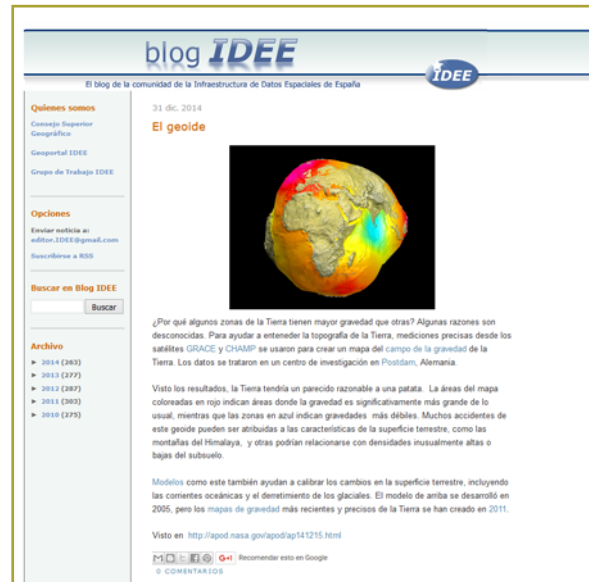 blog IDEE
IDEE
El blog de la comunidad de la Infraestructura de Datos Espaciales de España
Quienes somos
Consejo Superior
Geográfico
Geoportal IDEE
Grupo de Trabajo IDEE
Opciones
Enviar noticia a:
editor.IDEE@gmail.com
Suscribirse a RSS
Buscar en Blog IDEE
Buscar
Archivo
► 2014 (263)
► 2013 (277)
► 2012 (287)
► 2011 (303)
► 2010 (275)
31 dic. 2014
El geoide
¿Por qué algunos zonas de la Tierra tienen mayor gravedad que otras? Algunas razones son
desconocidas. Para ayudar a enteneder la topografía de la Tierra, mediciones precisas desde los
satélites GRACE y CHAMP se usaron para crear un mapa del campo de la gravedad de la
Tierra. Los datos se trataron en un centro de investigación en Postdam, Alemania.
Visto los resultados, la Tierra tendría un parecido razonable a una patata. La áreas del mapa
coloreadas en rojo indican áreas donde la gravedad es significativamente más grande de lo
usual, mientras que las zonas en azul indican gravedades más débiles. Muchos accidentes de
este geoide pueden ser atribuidas a las características de la superficie terrestre, como las
montañas del Himalaya, y otras podrían relacionarse con densidades inusualmente altas o
bajas del subsuelo.
Modelos como este también ayudan a calibrar los cambios en la superficie terrestre, incluyendo
las corrientes oceánicas y el derretimiento de los glaciales. El modelo de arriba se desarrolló en
2005, pero los mapas de gravedad más recientes y precisos de la Tierra se han creado en 2011.
Visto en http://apod.nasa.gov/apod/ap141215.html
G+1 Recomendar esto en Google
0 COMENTARIOS